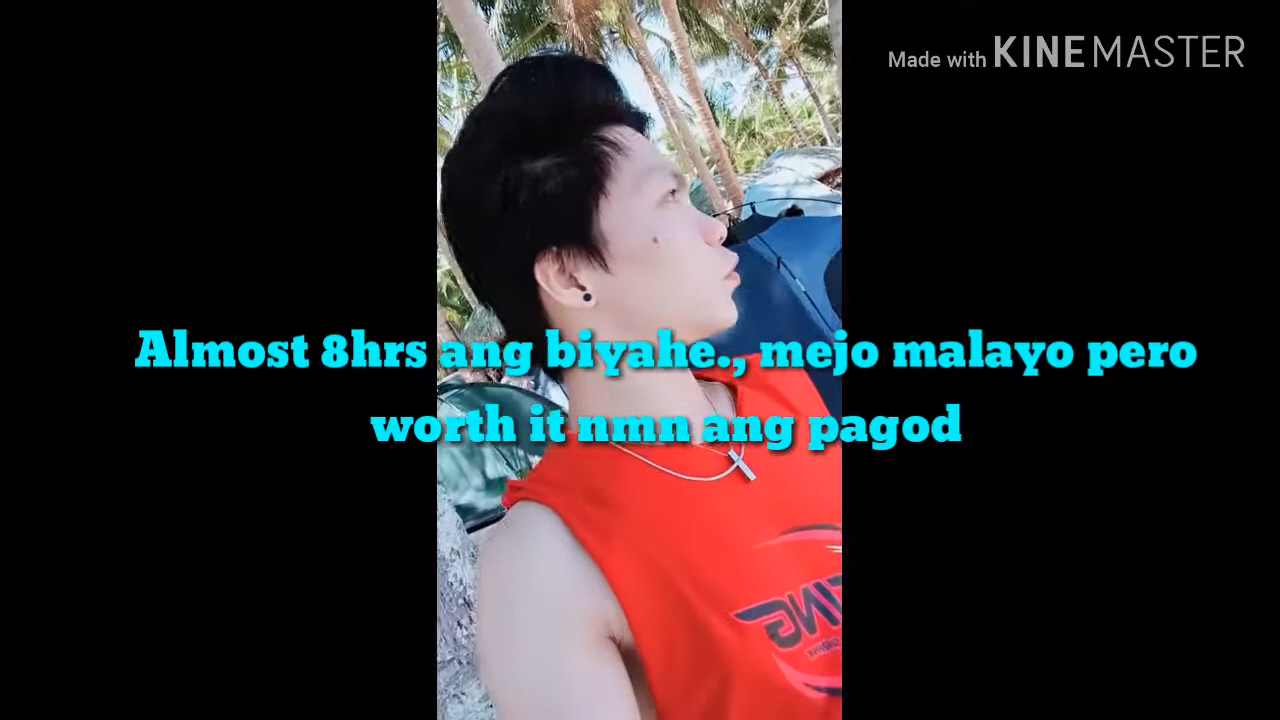 Made with KINEMASTER
Almost 8hrs ang biyahe., mejo malayo pero
worth it nmn ang pagod